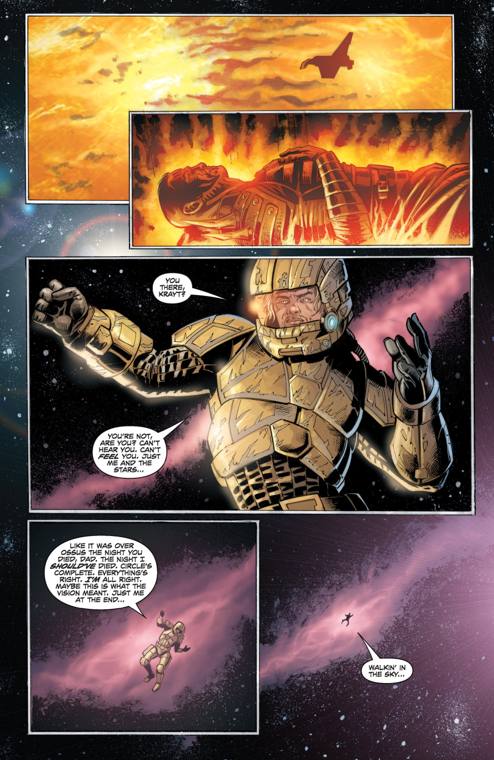 YOU
THERE,
KRAYT?
YOU'RE NOT,
ARE YOU? CAN'T
HEAR YOU. CAN'T
FEEL YOU. JUST
ME AND THE
STARS...
LIKE IT WAS OVER
OSSUS THE NIGHT YOU
DIED, DAD. THE NIGHT I
SHOULD'VE DIED. CIRCLE'S
COMPLETE. EVERYTHING'S
RIGHT. I'M ALL RIGHT.
MAYBE THIS IS WHAT THE
VISION MEANT. JUST ME
AT THE END...
WALKIN' IN
THE SKY...